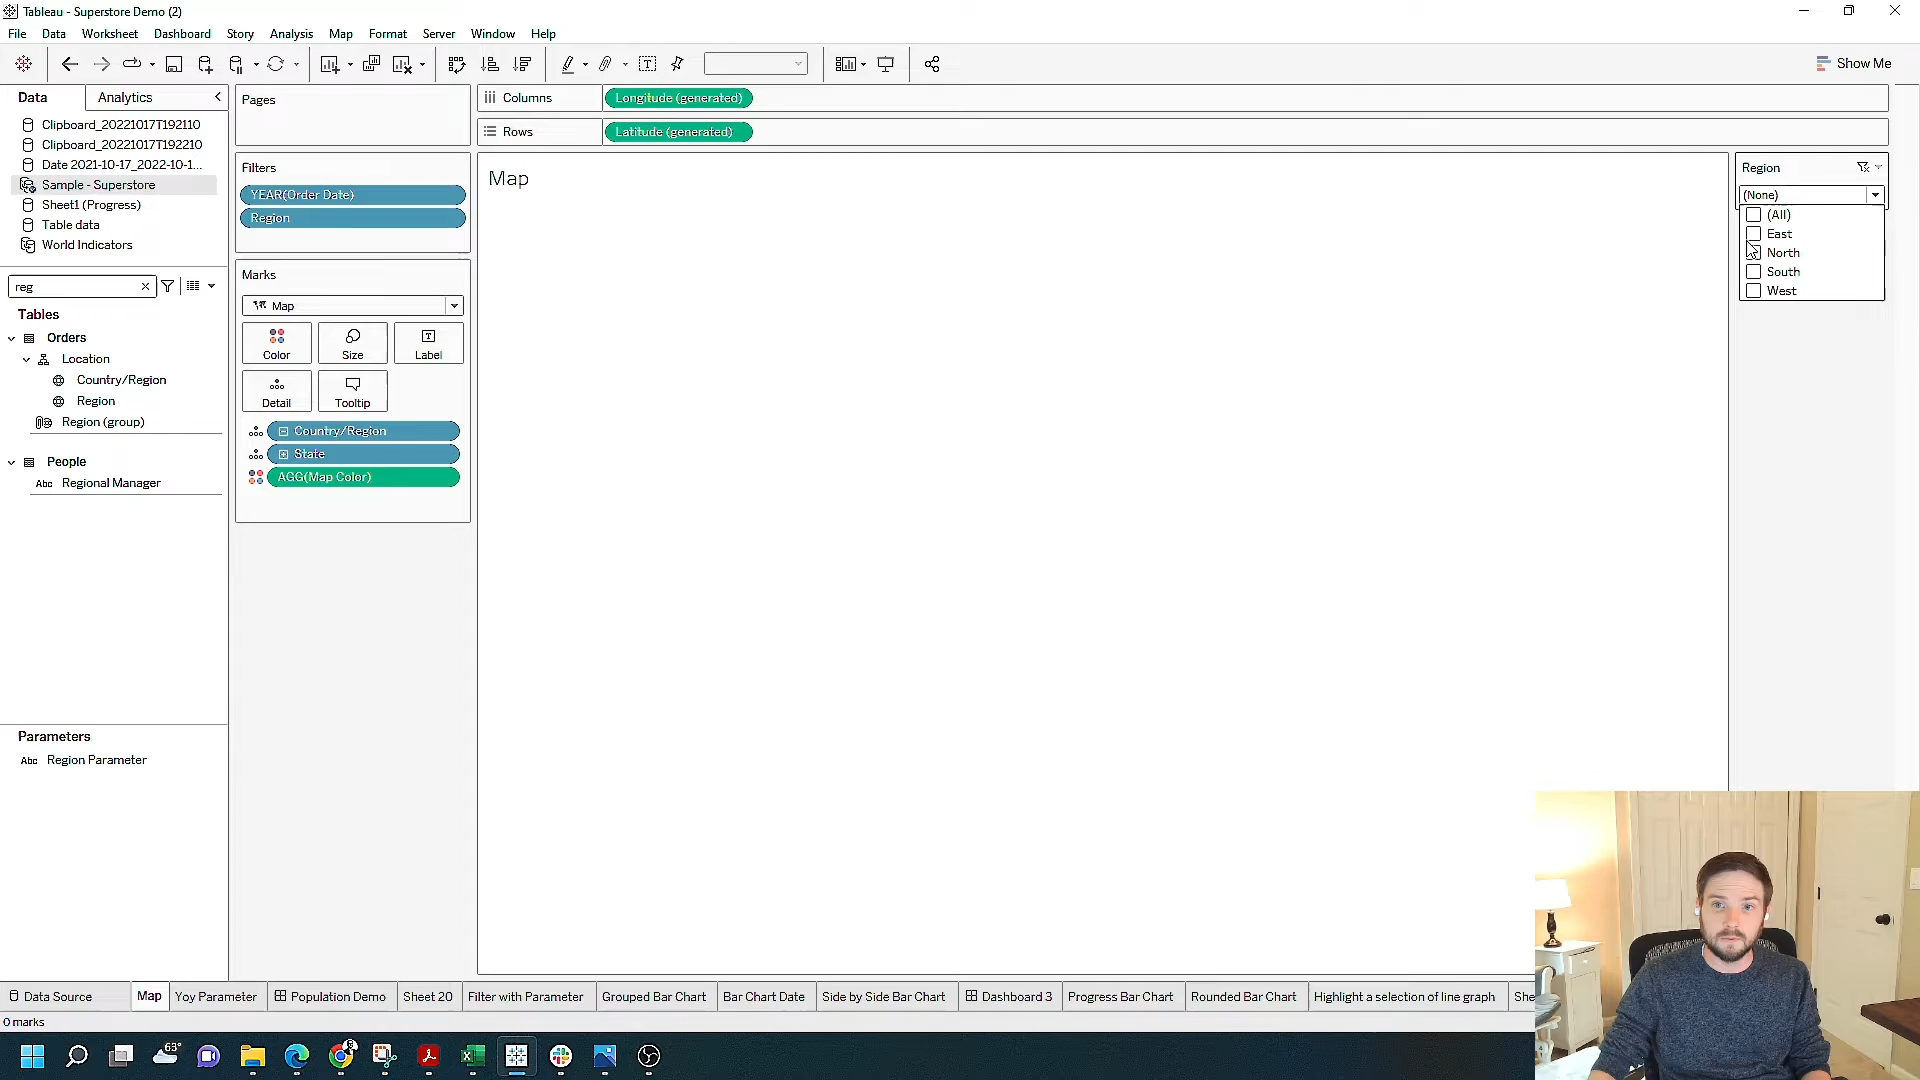 Tableau - Superstore Demo (2)
File Data Worksheet Dashboard Story Analysis Map Format Server Window Help
Show Me
Data Analytics
Clipboard_20221017T192110
Clipboard_20221017T192210
Date 2021-10-17_2022-10-1...
Sample - Superstore
Sheet1 (Progress)
Table data
World Indicators
reg
Tables
Orders
Location
Country/Region
Region
Region (group)
People
Abc Regional Manager
Parameters
Abc Region Parameter
Pages
Filters
YEAR(Order Date)
Region
Marks
Map
Color Size Label
Detail Tooltip
Country/Region
State
AGG(Map Color)
Columns Longitude (generated)
Rows Latitude (generated)
Map
Region
(None)
(All)
East
North
South
West
Data Source Map Yoy Parameter Population Demo Sheet 20 Filter with Parameter Grouped Bar Chart Bar Chart Date Side by Side Bar Chart Dashboard 3 Progress Bar Chart Rounded Bar Chart Highlight a selection of line graph She
0 marks
63°